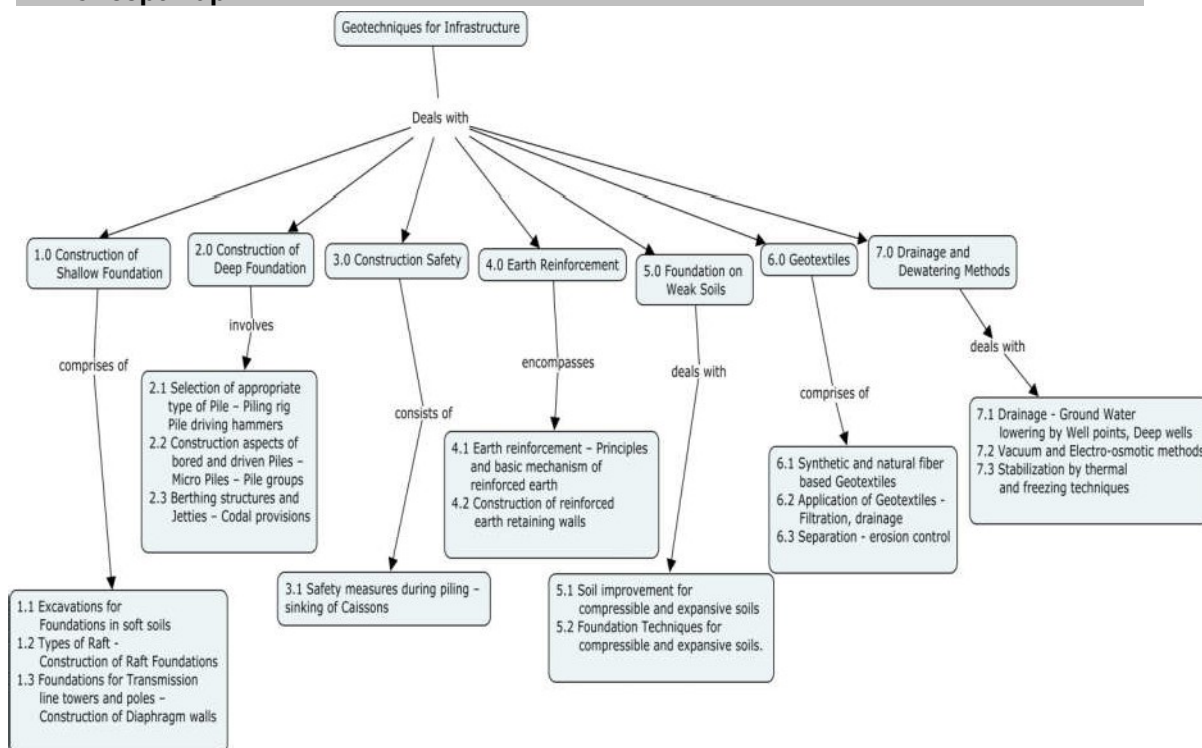 Geotechniques for Infrastructure
Deals with
1.0 Construction of
Shallow Foundation
2.0 Construction of
Deep Foundation
3.0 Construction Safety
4.0 Earth Reinforcement
5.0 Foundation on
Weak Soils
6.0 Geotextiles
7.0 Drainage and
Dewatering Methods
comprises of
involves
consists of
encompasses
deals with
comprises of
deals with
1.1 Excavations for
Foundations in soft soils
1.2 Types of Raft -
Construction of Raft Foundations
1.3 Foundations for Transmission
line towers and poles –
Construction of Diaphragm walls
2.1 Selection of appropriate
type of Pile – Piling rig
Pile driving hammers
2.2 Construction aspects of
bored and driven Piles –
Micro Piles – Pile groups
2.3 Berthing structures and
Jetties – Codal provisions
3.1 Safety measures during piling –
sinking of Caissons
4.1 Earth reinforcement – Principles
and basic mechanism of
reinforced earth
4.2 Construction of reinforced
earth retaining walls
5.1 Soil improvement for
compressible and expansive soils
5.2 Foundation Techniques for
compressible and expansive soils.
6.1 Synthetic and natural fiber
based Geotextiles
6.2 Application of Geotextiles -
Filtration, drainage
6.3 Separation - erosion control
7.1 Drainage - Ground Water
lowering by Well points, Deep wells
7.2 Vacuum and Electro-osmotic methods
7.3 Stabilization by thermal
and freezing techniques